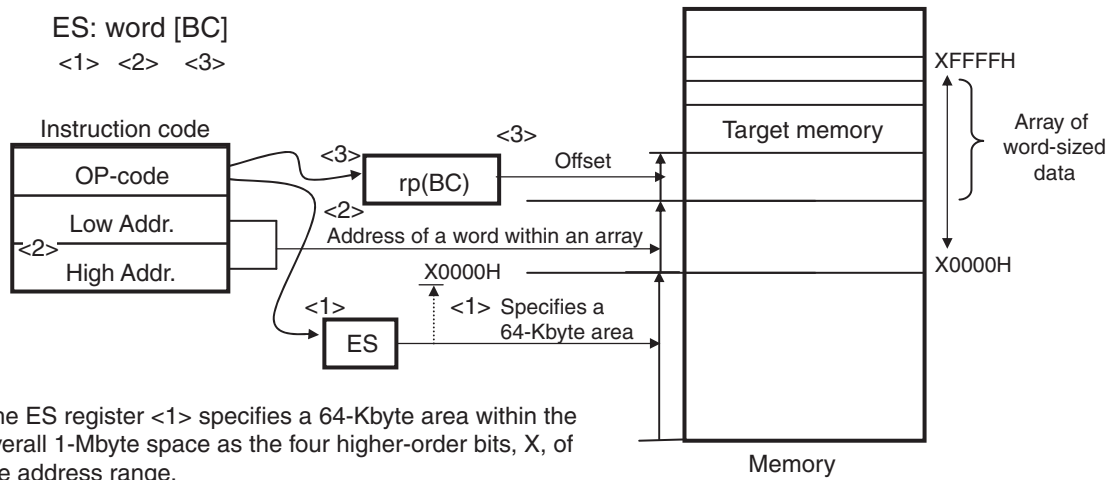 ES: word [BC]
<1> <2> <3>
XFFFFH
Instruction code
<3>
Target memory
Array of
word-sized
data
OP-code
<3>
rp(BC)
Offset
Low Addr.
<2>
<2>
Address of a word within an array
High Addr.
X0000H
X0000H
<1>
<1> Specifies a
64-Kbyte area
ES
ES register <1> specifies a 64-Kbyte area within the
1-Mbyte space as the four higher-order bits, X, of
address range.
Memory